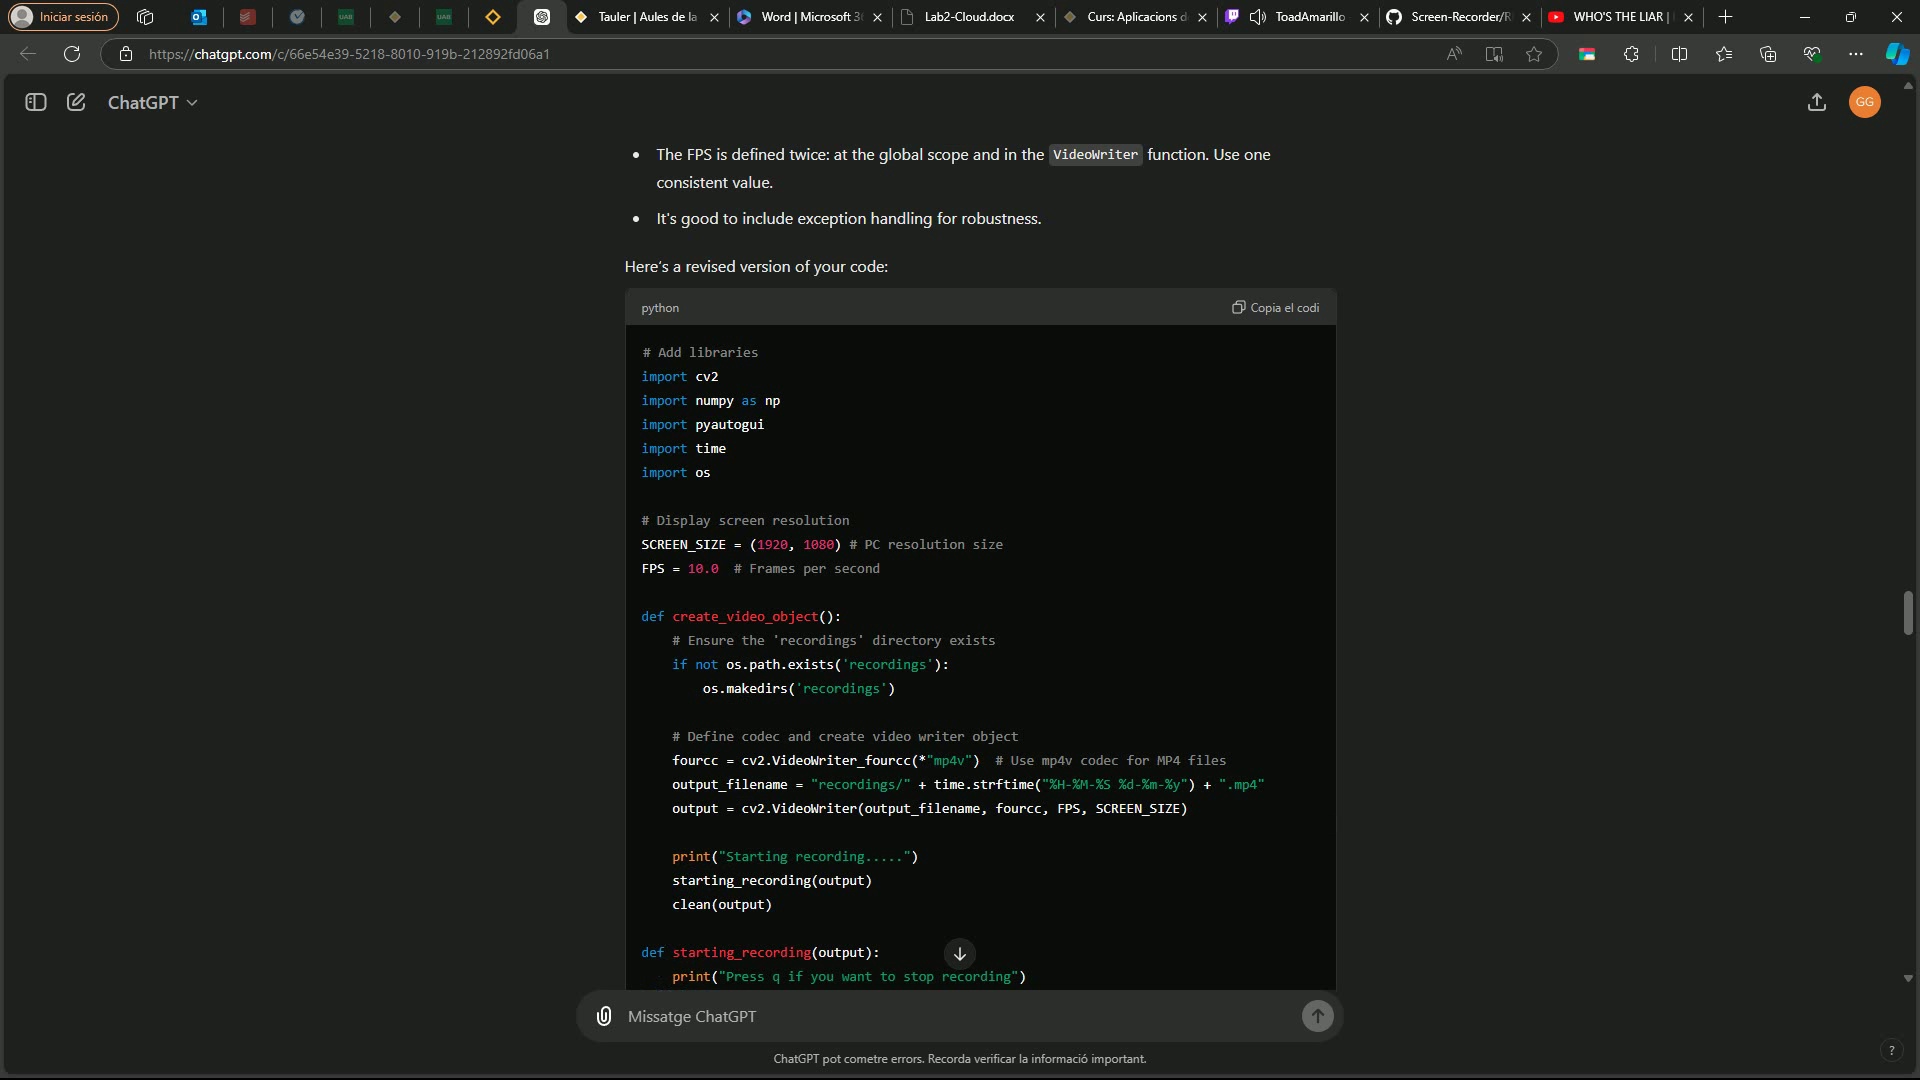 Iniciar sesión
UAB
UAB
Tauler | Aules de la
Word | Microsoft 3
Lab2-Cloud.docx
Curs: Aplicacions d
ToadAmarillo
Screen-Recorder/R
WHO'S THE LIAR |
https://chatgpt.com/c/66e54e39-5218-8010-919b-212892fd06a1
ChatGPT
GG
The FPS is defined twice: at the global scope and in the VideoWriter function. Use one
consistent value.
It's good to include exception handling for robustness.
Here's a revised version of your code:
python
Copia el codi
# Add libraries
import cv2
import numpy as np
import pyautogui
import time
import os
# Display screen resolution
SCREEN_SIZE = (1920, 1080) # PC resolution size
FPS = 10.0  # Frames per second
def create_video_object():
    # Ensure the 'recordings' directory exists
    if not os.path.exists('recordings'):
        os.makedirs('recordings')
    # Define codec and create video writer object
    fourcc = cv2.VideoWriter_fourcc(*"mp4v")  # Use mp4v codec for MP4 files
    output_filename = "recordings/" + time.strftime("%H-%M-%S %d-%m-%y") + ".mp4"
    output = cv2.VideoWriter(output_filename, fourcc, FPS, SCREEN_SIZE)
    print("Starting recording.....")
    starting_recording(output)
    clean(output)
def starting_recording(output):
    print("Press q if you want to stop recording")
Missatge ChatGPT
ChatGPT pot cometre errors. Recorda verificar la informació important.
?